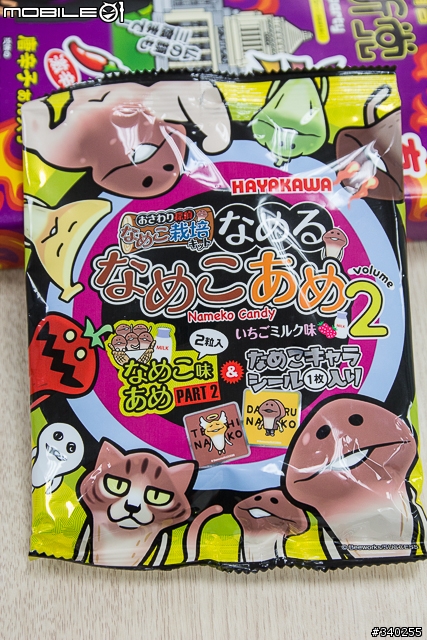 MOBILE01
HAYAKAWA
おさわり探偵
なめこ栽培
キット
なめる
なめこあめ
Nameko Candy
volume
2
いちごミルク味
MILK
2粒入
なめこ味
あめ PART 2
&
なめこキャラ
シール1枚入り
#340255